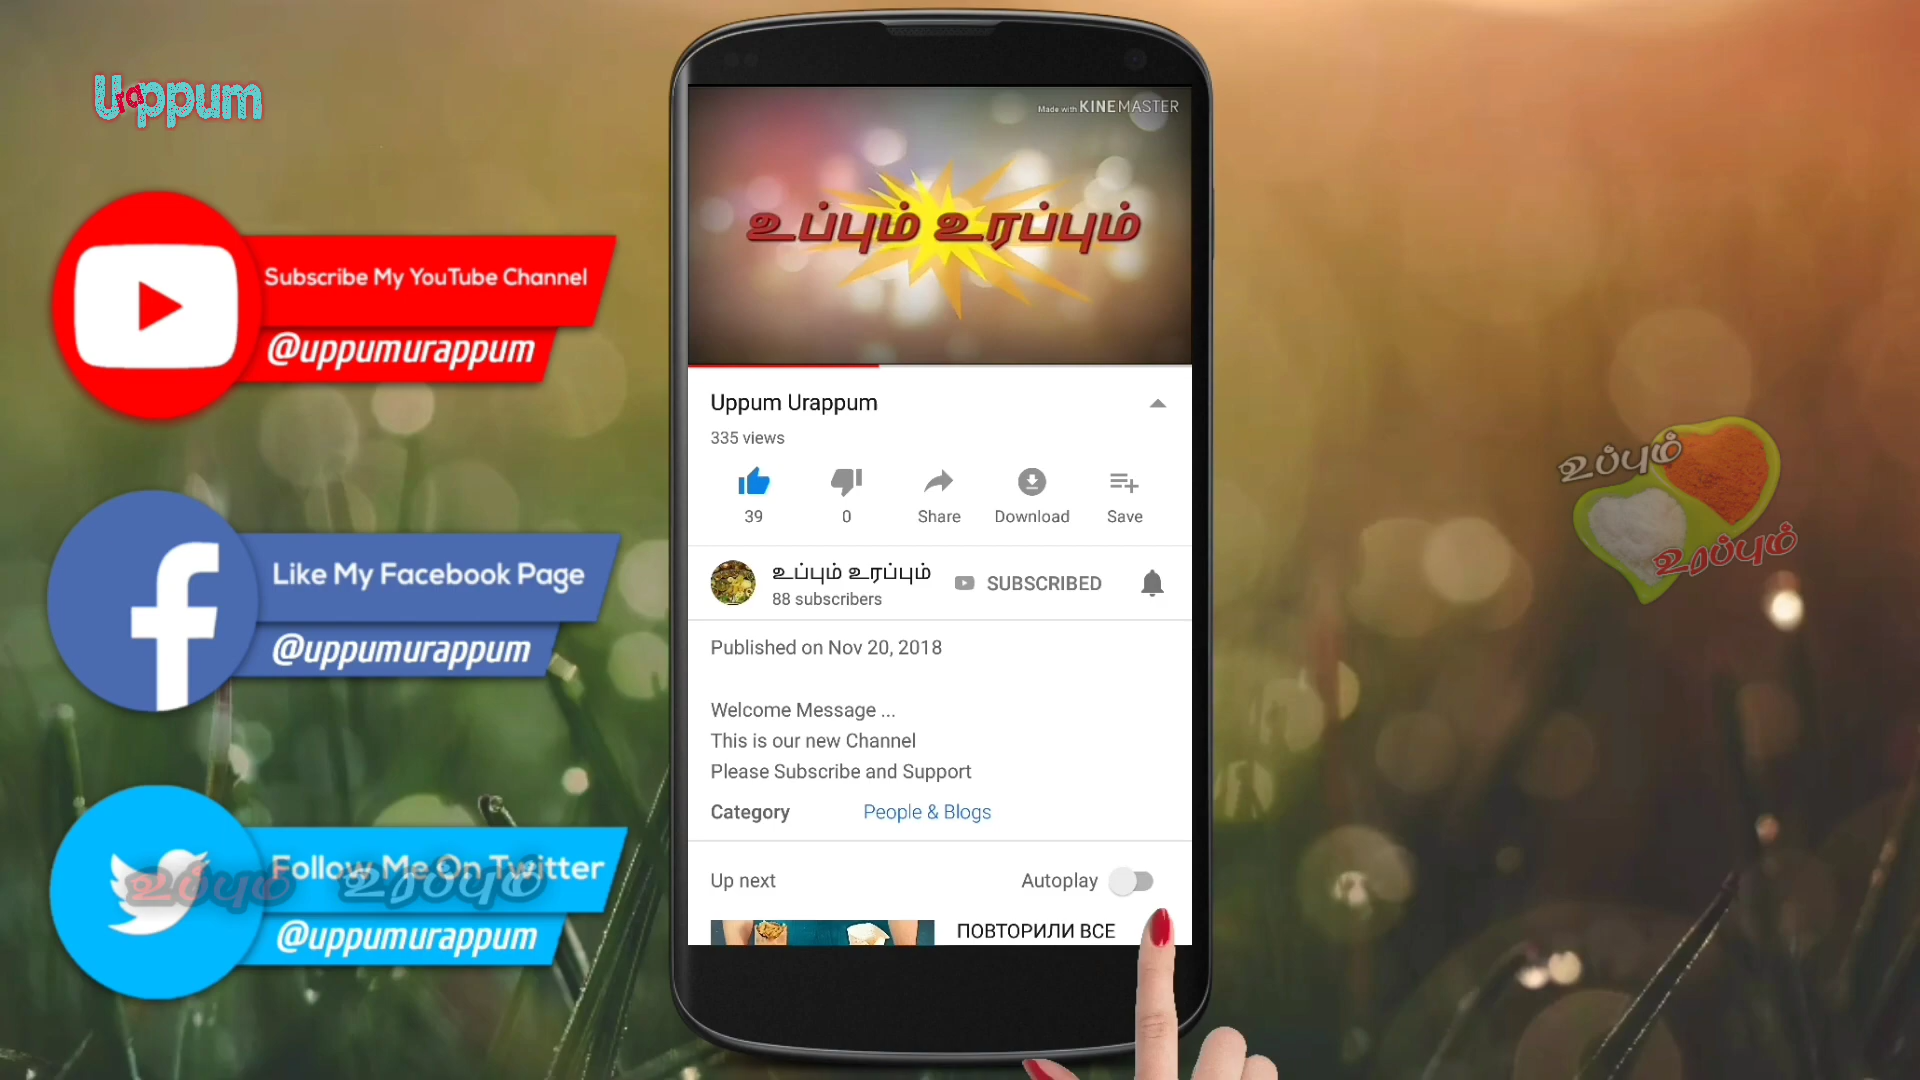 Urappum
Subscribe My YouTube Channel
@uppumurappum
Like My Facebook Page
@uppumurappum
Follow Me On Twitter
உப்பும் உரப்பும்
@uppumurappum
Made with KINEMASTER
உப்பும் உரப்பும்
Uppum Urappum
335 views
39
0
Share
Download
Save
உப்பும் உரப்பும்
88 subscribers
SUBSCRIBED
Published on Nov 20, 2018
Welcome Message ...
This is our new Channel
Please Subscribe and Support
Category People & Blogs
Up next
Autoplay
ПОВТОРИЛИ ВСЕ
உப்பும்
உரப்பும்